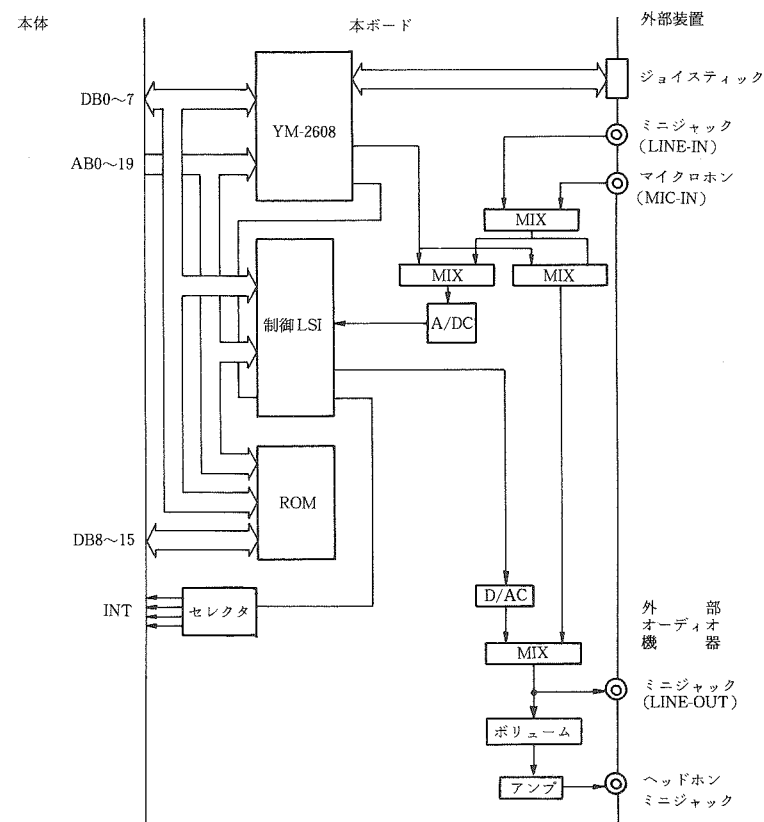 本体
本ボード
外部装置
DB0～7
YM-2608
ジョイスティック
ミニジャック
(LINE-IN)
AB0～19
マイクロホン
(MIC-IN)
MIX
MIX
MIX
制御LSI
A/DC
ROM
DB8～15
D/AC
INT
セレクタ
外部
オーディオ
機器
MIX
ミニジャック
(LINE-OUT)
ボリューム
アンプ
ヘッドホン
ミニジャック